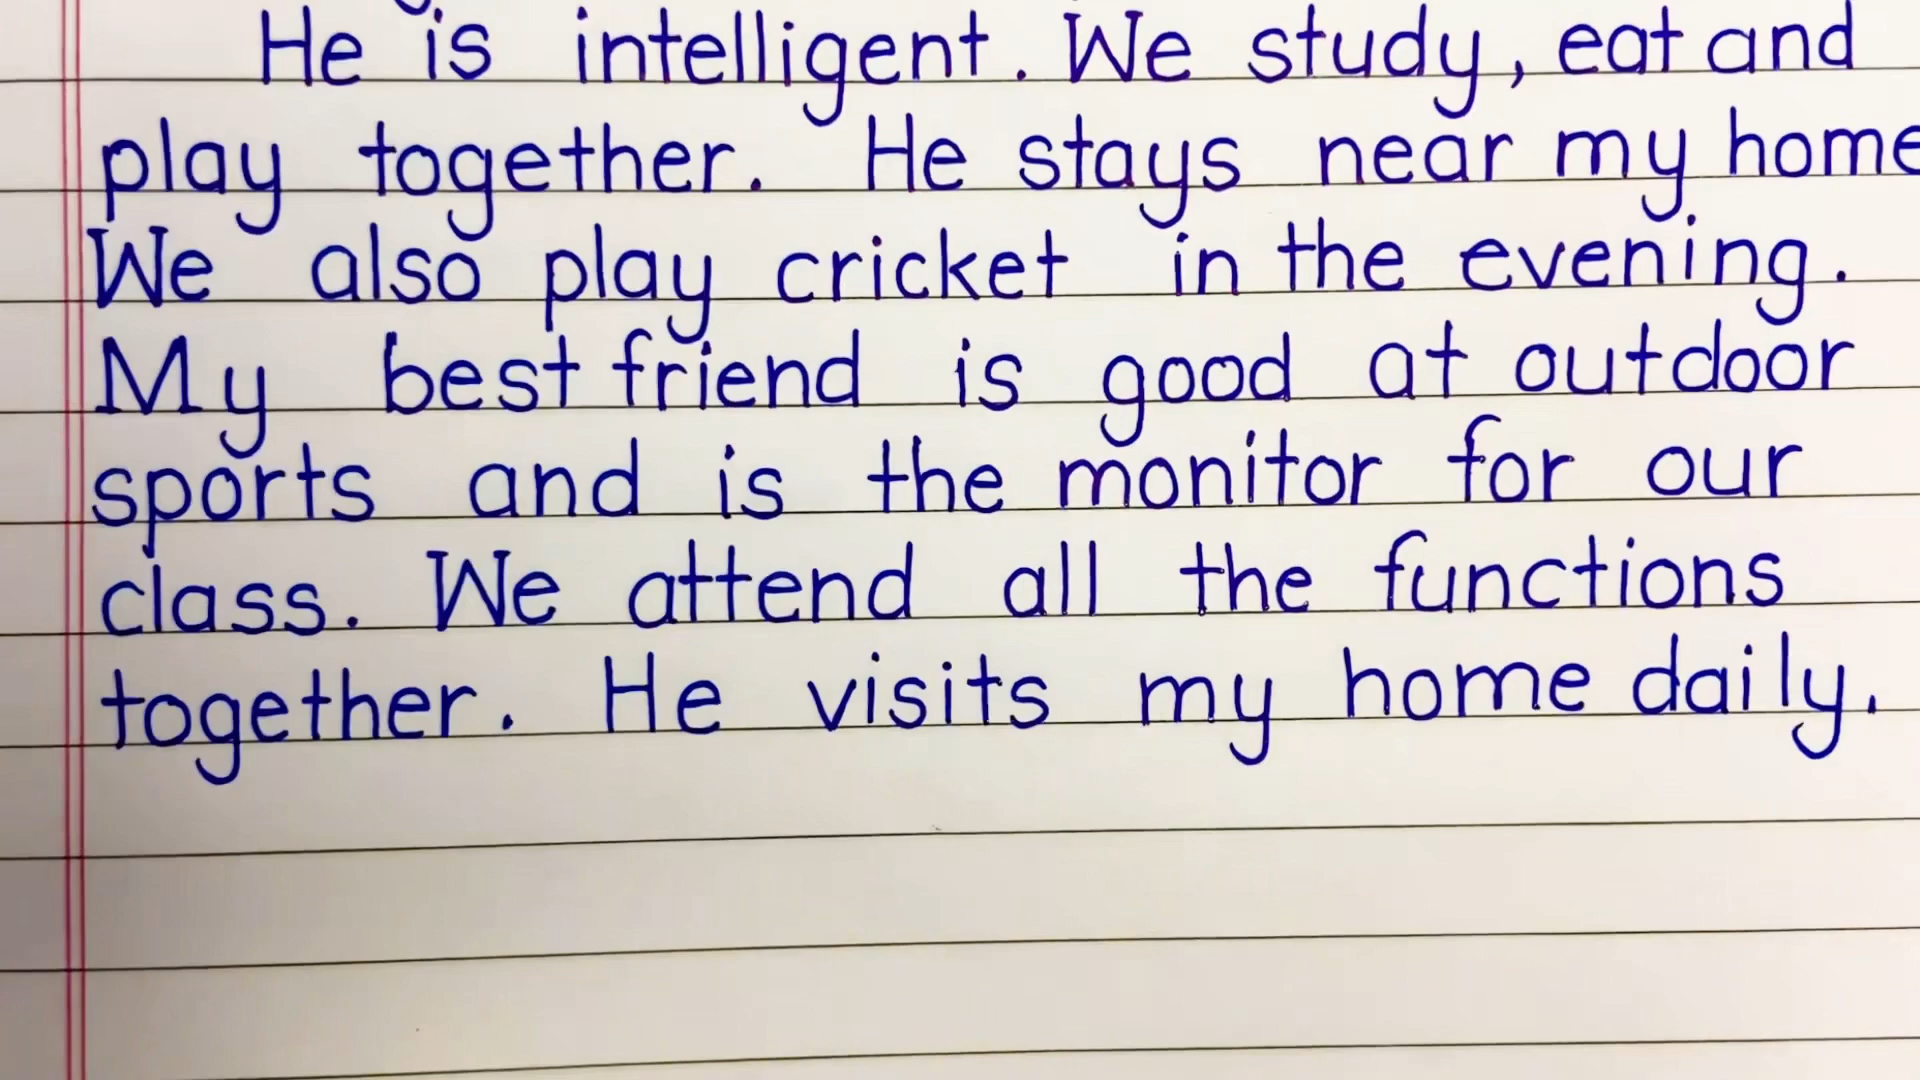 He is intelligent. We study, eat and
play together. He stays near my home
We also play cricket in the evening.
My best friend is good at outdoor
sports and is the monitor for our
class. We attend all the functions
together. He visits my home daily.